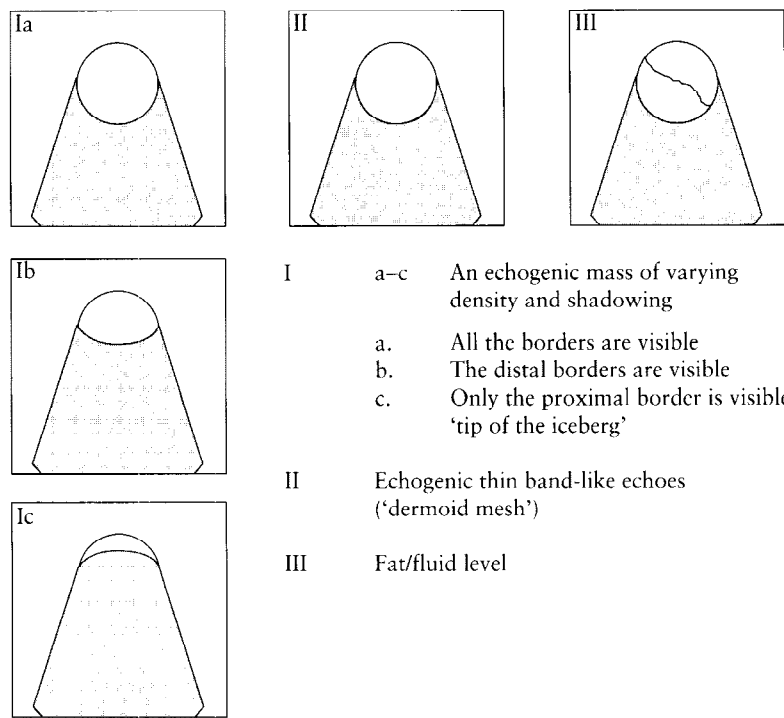 Ia
II
III
Ib
I a–c An echogenic mass of varying
density and shadowing
a. All the borders are visible
b. The distal borders are visible
c. Only the proximal border is visible
‘tip of the iceberg’
II Echogenic thin band-like echoes
(‘dermoid mesh’)
Ic
III Fat/fluid level